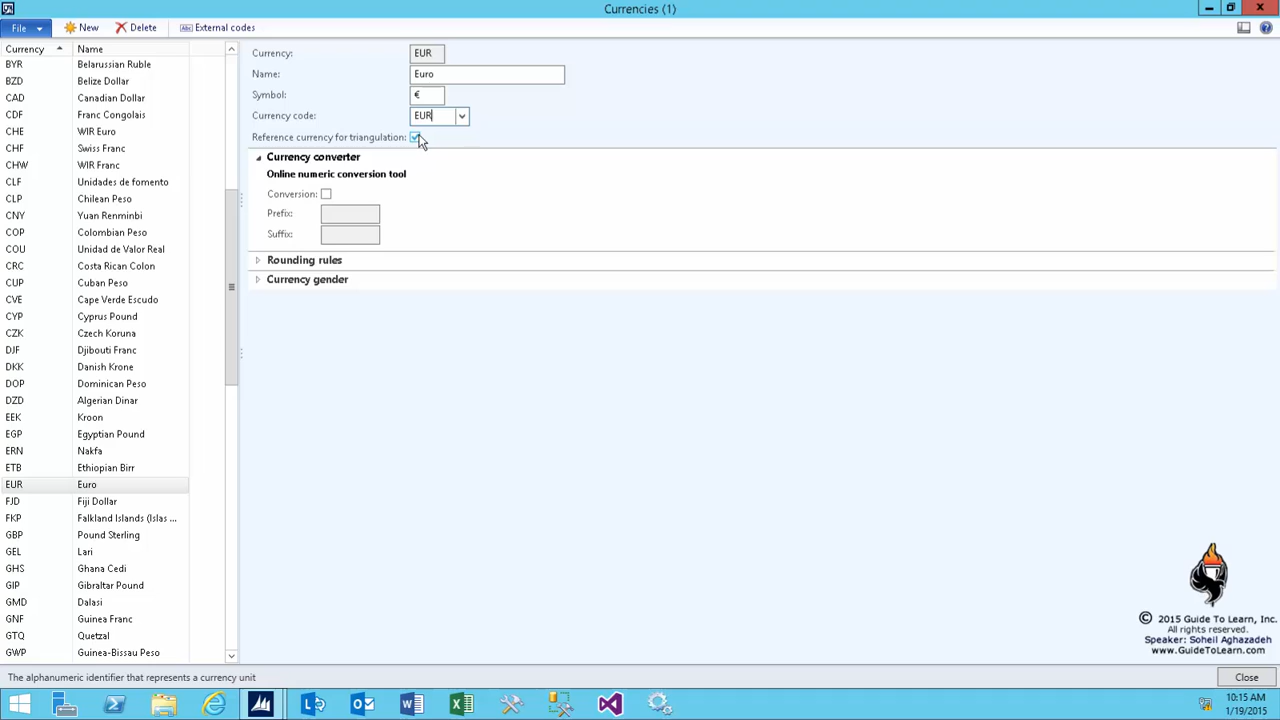 Currencies (1)
File New Delete Abc External codes
Currency Name
BYR Belarussian Ruble
BZD Belize Dollar
CAD Canadian Dollar
CDF Franc Congolais
CHE WIR Euro
CHF Swiss Franc
CHW WIR Franc
CLF Unidades de fomento
CLP Chilean Peso
CNY Yuan Renminbi
COP Colombian Peso
COU Unidad de Valor Real
CRC Costa Rican Colon
CUP Cuban Peso
CVE Cape Verde Escudo
CYP Cyprus Pound
CZK Czech Koruna
DJF Djibouti Franc
DKK Danish Krone
DOP Dominican Peso
DZD Algerian Dinar
EEK Kroon
EGP Egyptian Pound
ERN Nakfa
ETB Ethiopian Birr
EUR Euro
FJD Fiji Dollar
FKP Falkland Islands (Islas ...
GBP Pound Sterling
GEL Lari
GHS Ghana Cedi
GIP Gibraltar Pound
GMD Dalasi
GNF Guinea Franc
GTQ Quetzal
GWP Guinea-Bissau Peso
Currency: EUR
Name: Euro
Symbol: €
Currency code: EUR
Reference currency for triangulation:
Currency converter
Online numeric conversion tool
Conversion:
Prefix:
Suffix:
Rounding rules
Currency gender
© 2015 Guide To Learn, Inc.
All rights reserved.
Speaker: Soheil Aghazadeh
www.GuideToLearn.com
The alphanumeric identifier that represents a currency unit
Close
10:15 AM
1/19/2015